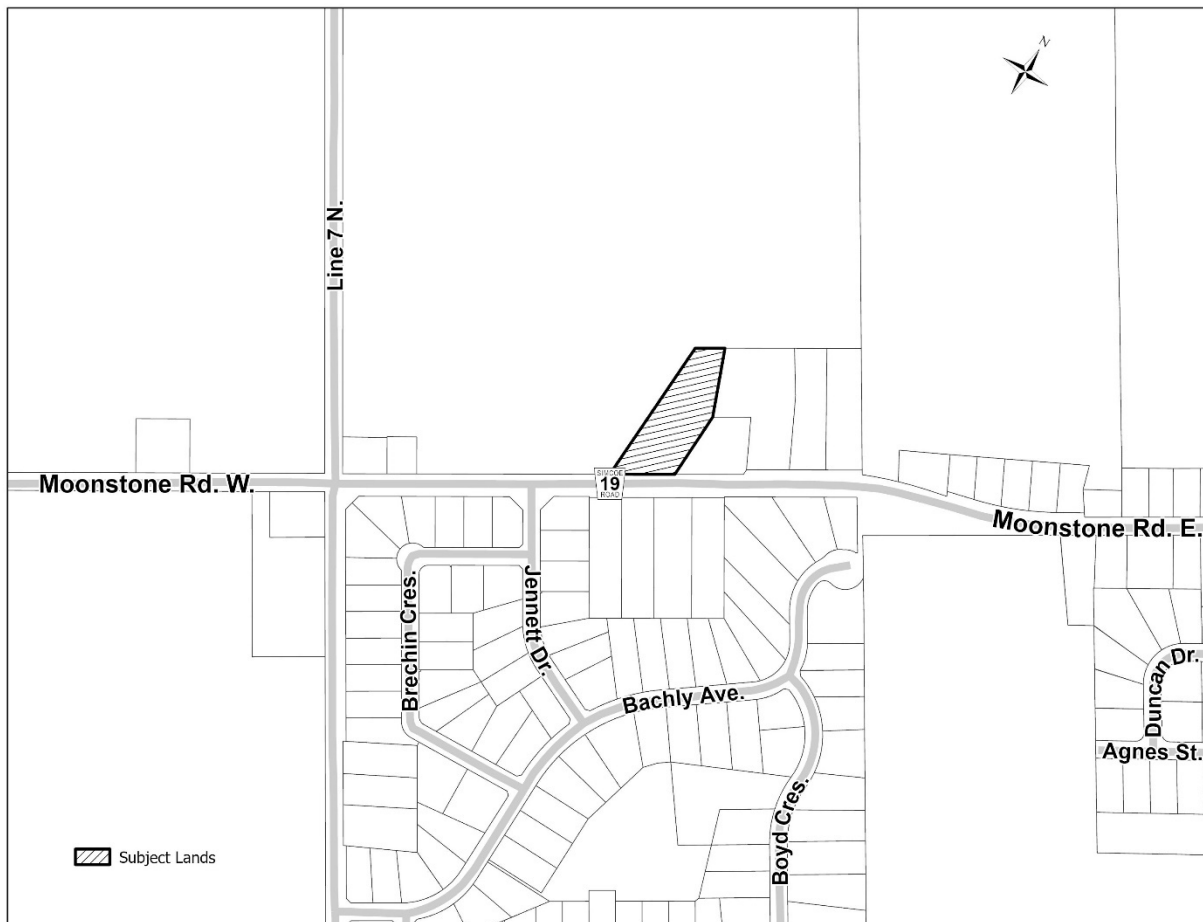 N
Line 7 N.
Moonstone Rd. W.
SIMCOE
19
ROAD
Moonstone Rd. E.
Brechin Cres.
Jennett Dr.
Bachly Ave.
Duncan Dr.
Agnes St.
Boyd Cres.
Subject Lands